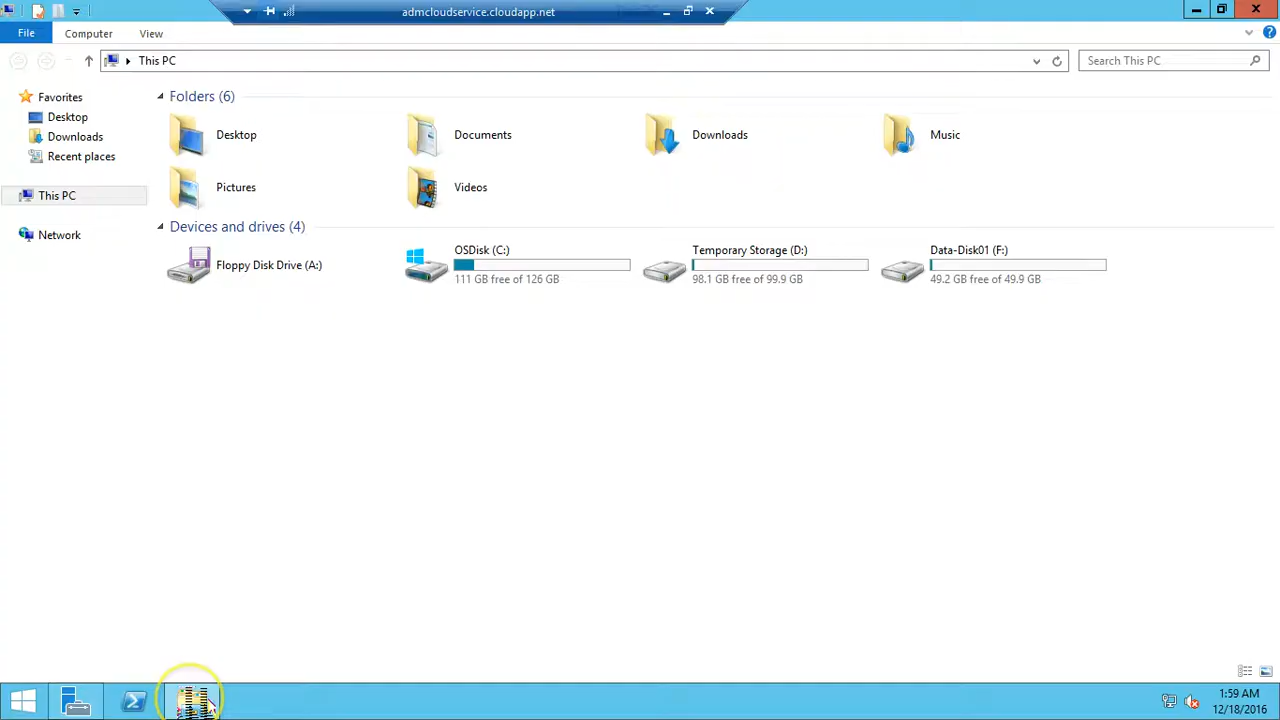 admcloudservice.cloudapp.net
File Computer View
This PC
Search This PC
Favorites
Desktop
Downloads
Recent places
This PC
Network
Folders (6)
Desktop Documents Downloads Music
Pictures Videos
Devices and drives (4)
Floppy Disk Drive (A:)
OSDisk (C:)
111 GB free of 126 GB
Temporary Storage (D:)
98.1 GB free of 99.9 GB
Data-Disk01 (F:)
49.2 GB free of 49.9 GB
1:59 AM
12/18/2016